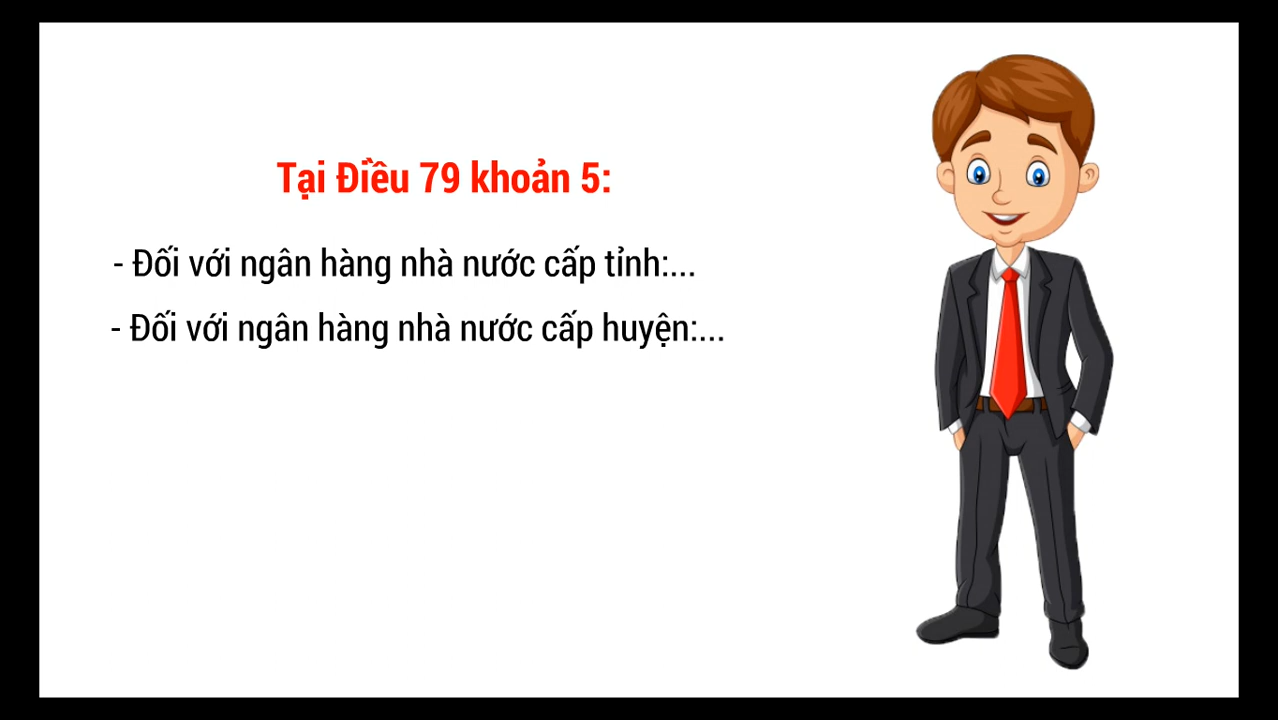 Tại Điều 79 khoản 5:
- Đối với ngân hàng nhà nước cấp tỉnh:...
- Đối với ngân hàng nhà nước cấp huyện:...